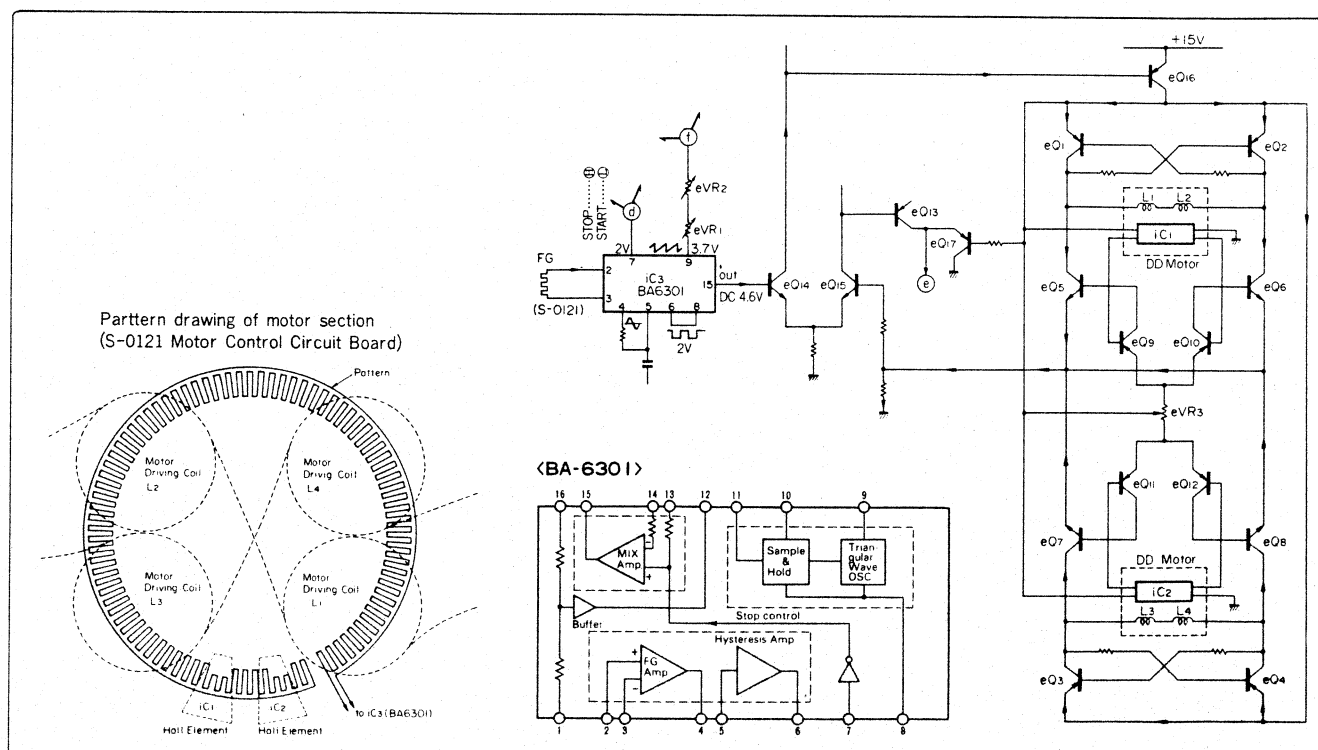 Parttern drawing of motor section
(S-0121 Motor Control Circuit Board)
Pattern
Motor
Driving Coil
L2
Motor
Drivig Coil
L4
Motor
Driving Coil
L3
Motor
Driving Coil
L1
iC1
iC2
Hall Element
Hall Element
to iC3 (BA6301)
STOP H
START L
d
f
eVR2
eVR1
2V
3.7V
7
9
FG
(S-0121)
2
3
iC3
BA6301
15
out
DC 4.6V
4
5
6
8
2V
eQ14
eQ15
eQ13
eQ17
e
+15V
eQ16
eQ1
eQ2
L1 L2
iC1
DD Motor
eQ5
eQ6
eQ9
eQ10
eVR3
eQ11
eQ12
eQ7
eQ8
DD Motor
iC2
L3 L4
eQ3
eQ4
<BA-6301>
16 15 14 13 12 11 10 9
MIX
Amp
-
+
Sample
&
Hold
Trian-
gular
Wave
OSC
Buffer
Stop control
Hysteresis Amp
+
-
FG
Amp
1 2 3 4 5 6 7 8